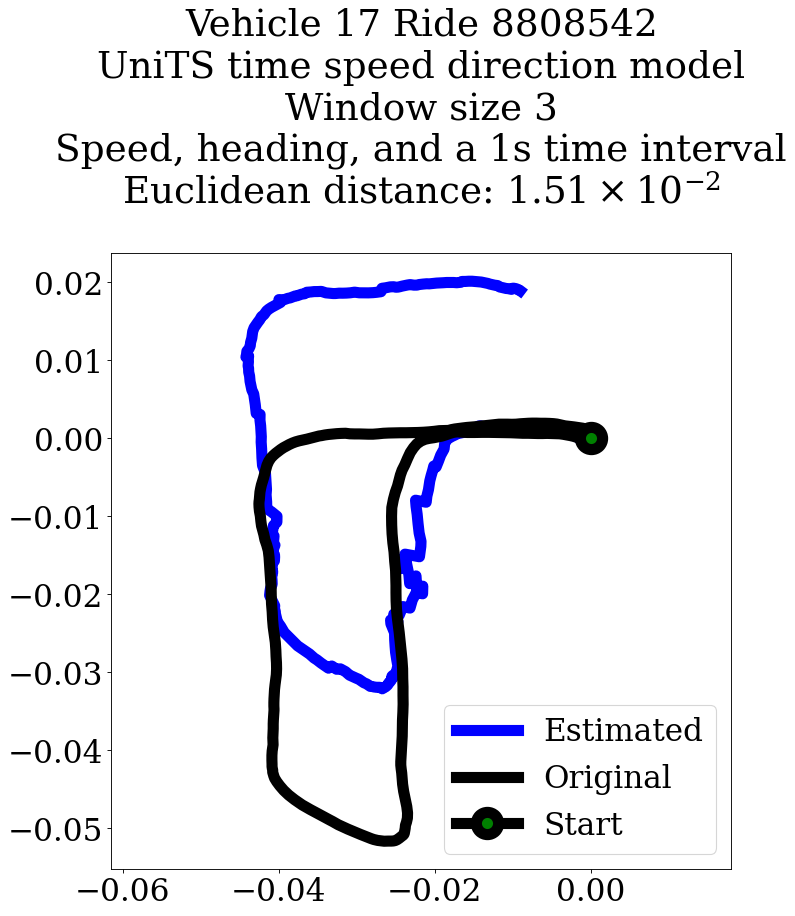 Vehicle 17 Ride 8808542
UniTS time speed direction model
Window size 3
Speed, heading, and a 1s time interval
Euclidean distance: 1.51 × 10⁻²
0.02
0.01
0.00
−0.01
−0.02
−0.03
−0.04
−0.05
Estimated
Original
Start
−0.06 −0.04 −0.02 0.00